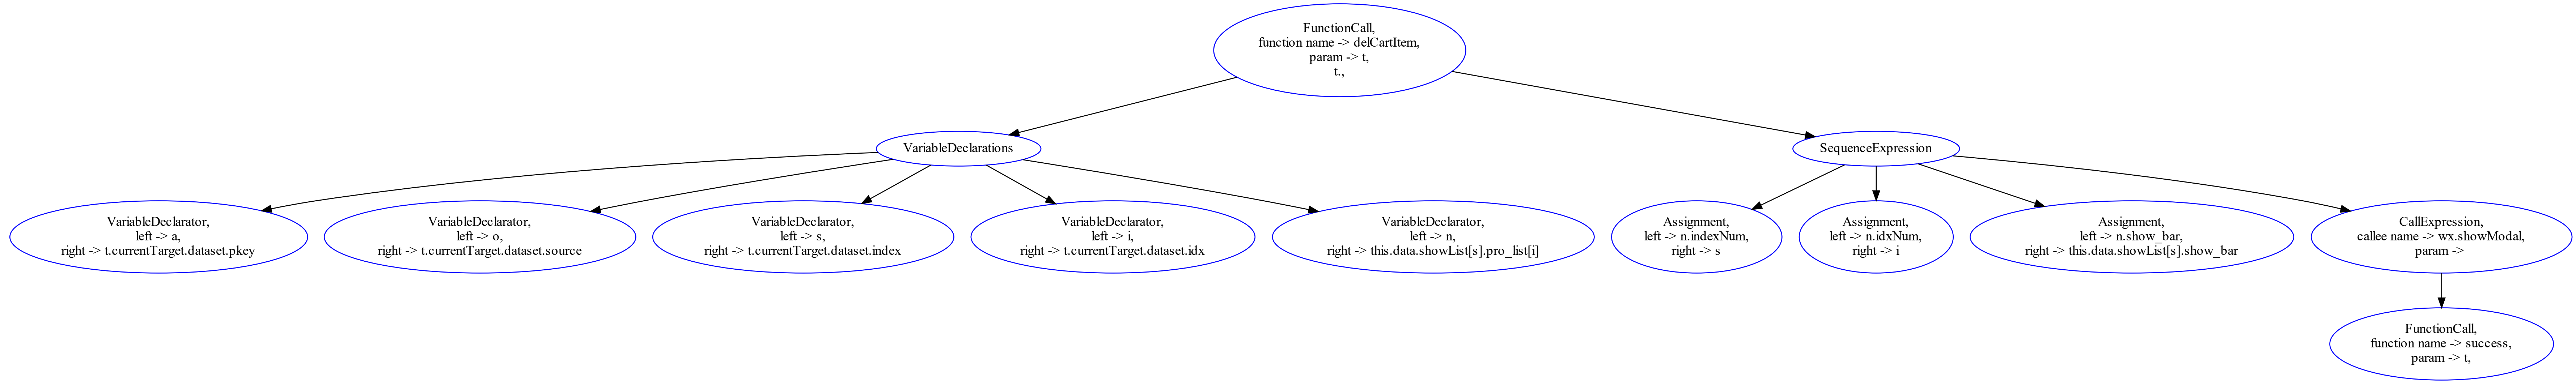 FunctionCall,
function name -> delCartItem,
param -> t,
t.,
VariableDeclarations
SequenceExpression
VariableDeclarator,
left -> a,
right -> t.currentTarget.dataset.pkey
VariableDeclarator,
left -> o,
right -> t.currentTarget.dataset.source
VariableDeclarator,
left -> s,
right -> t.currentTarget.dataset.index
VariableDeclarator,
left -> i,
right -> t.currentTarget.dataset.idx
VariableDeclarator,
left -> n,
right -> this.data.showList[s].pro_list[i]
Assignment,
left -> n.indexNum,
right -> s
Assignment,
left -> n.idxNum,
right -> i
Assignment,
left -> n.show_bar,
right -> this.data.showList[s].show_bar
CallExpression,
callee name -> wx.showModal,
param ->
FunctionCall,
function name -> success,
param -> t,